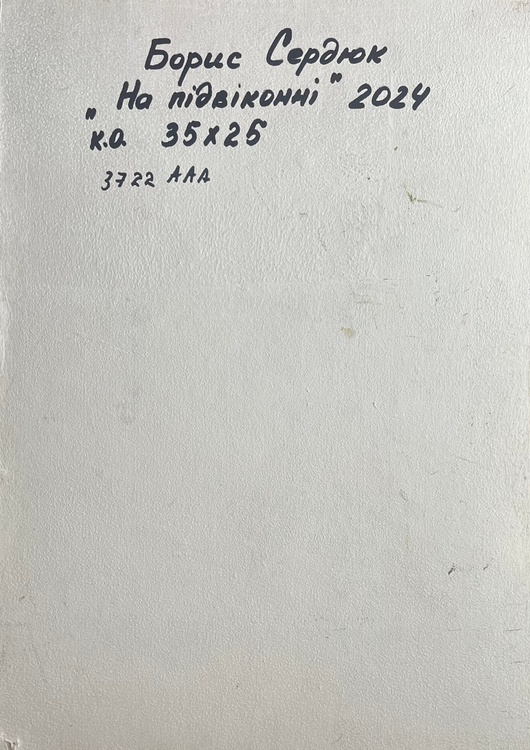 Борис Сердюк
„На підвіконні" 2024
к.о. 35х25
3722 ААА